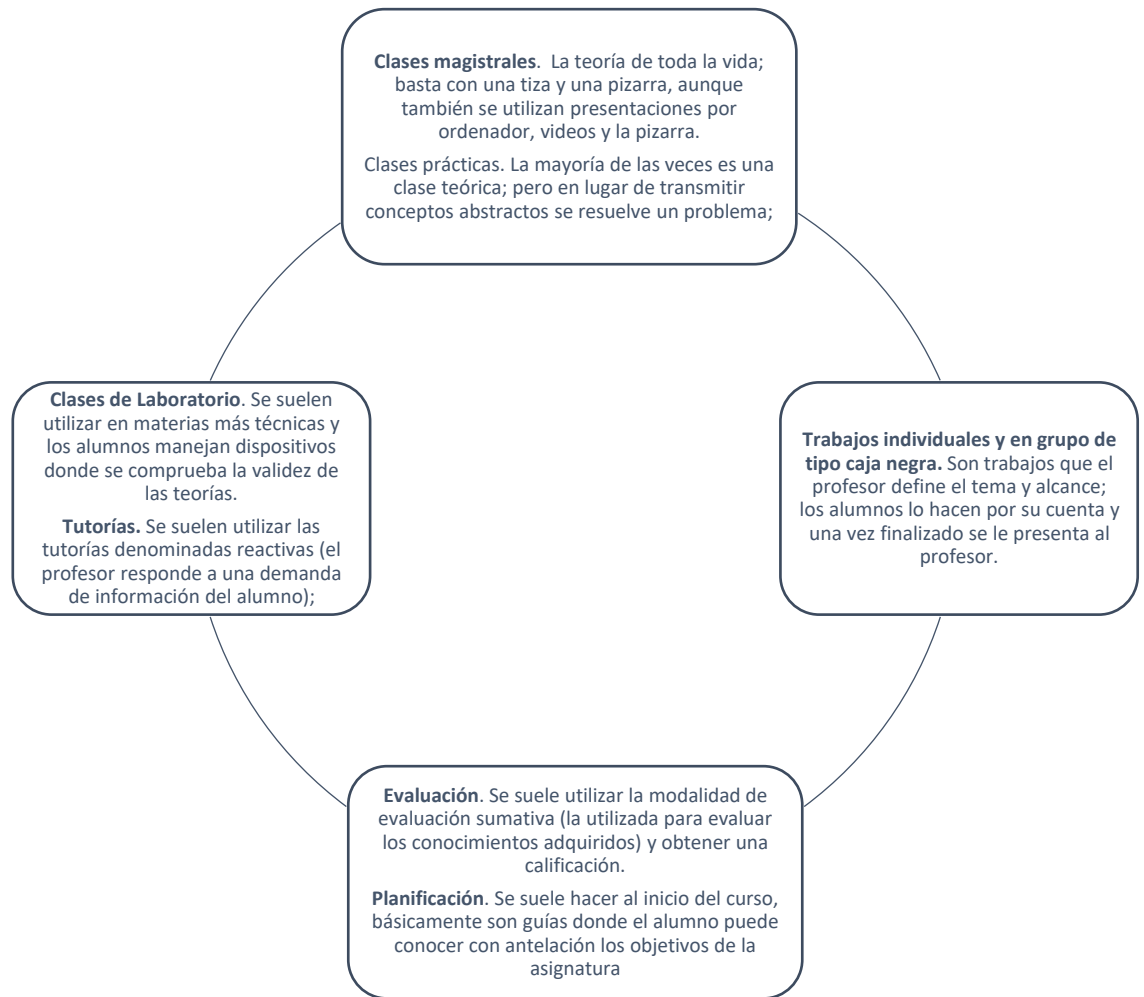 Clases magistrales. La teoría de toda la vida;
basta con una tiza y una pizarra, aunque
también se utilizan presentaciones por
ordenador, videos y la pizarra.
Clases prácticas. La mayoría de las veces es una
clase teórica; pero en lugar de transmitir
conceptos abstractos se resuelve un problema;
Trabajos individuales y en grupo de
tipo caja negra. Son trabajos que el
profesor define el tema y alcance;
los alumnos lo hacen por su cuenta y
una vez finalizado se le presenta al
profesor.
Evaluación. Se suele utilizar la modalidad de
evaluación sumativa (la utilizada para evaluar
los conocimientos adquiridos) y obtener una
calificación.
Planificación. Se suele hacer al inicio del curso,
básicamente son guías donde el alumno puede
conocer con antelación los objetivos de la
asignatura
Clases de Laboratorio. Se suelen
utilizar en materias más técnicas y
los alumnos manejan dispositivos
donde se comprueba la validez de
las teorías.
Tutorías. Se suelen utilizar las
tutorías denominadas reactivas (el
profesor responde a una demanda
de información del alumno);